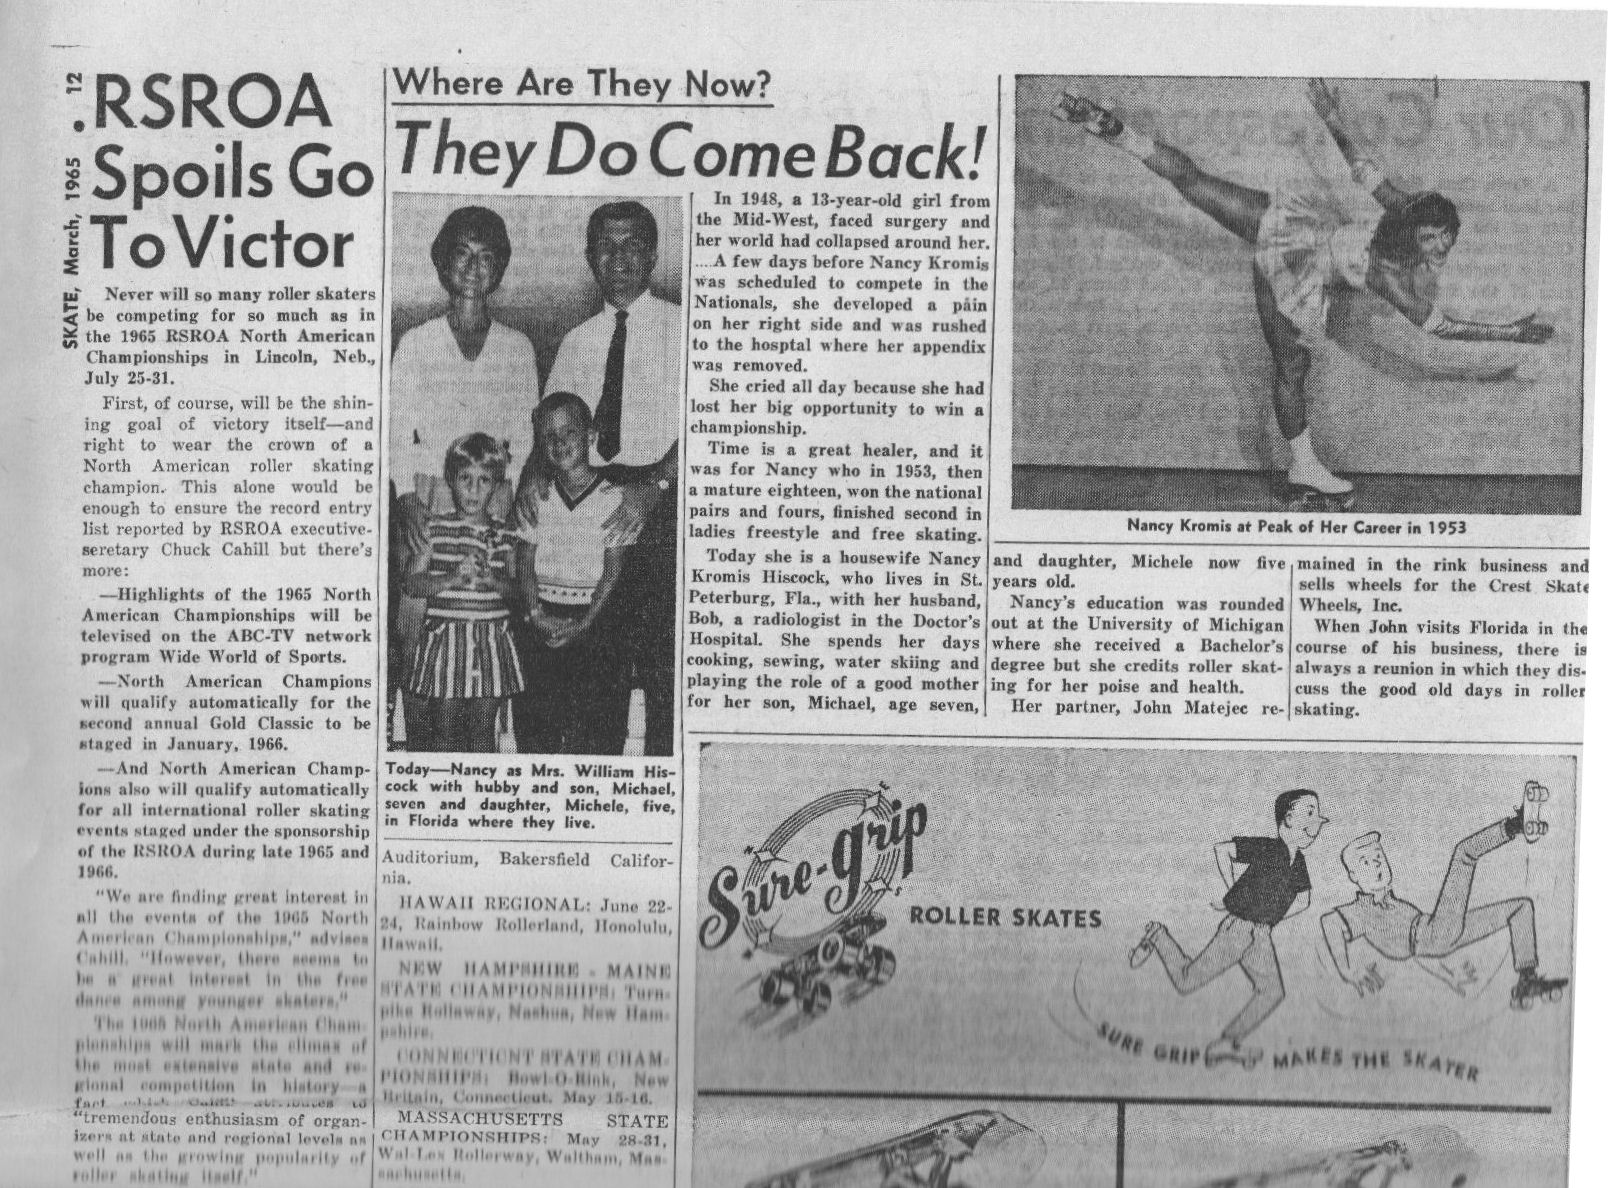 SKATE, March, 1965 12
.RSROA
Spoils Go
To Victor
Never will so many roller skaters
be competing for so much as in
the 1965 RSROA North American
Championships in Lincoln, Neb.,
July 25-31.
First, of course, will be the shin-
ing goal of victory itself—and
right to wear the crown of a
North American roller skating
champion. This alone would be
enough to ensure the record entry
list reported by RSROA executive-
seretary Chuck Cahill but there's
more:
—Highlights of the 1965 North
American Championships will be
televised on the ABC-TV network
program Wide World of Sports.
—North American Champions
will qualify automatically for the
second annual Gold Classic to be
staged in January, 1966.
—And North American Champ-
ions also will qualify automatically
for all international roller skating
events staged under the sponsorship
of the RSROA during late 1965 and
1966.
"We are finding great interest in
all the events of the 1965 North
American Championships," advises
Cahill. "However, there seems to
be a great interest in the free
dance among younger skaters."
The 1965 North American Cham-
pionships will mark the climax of
the most extensive state and re-
gional competition in history—a
fact which Cahill attributes to
"tremendous enthusiasm of organ-
izers at state and regional levels as
well as the growing popularity of
roller skating itself."
Where Are They Now?
They Do Come Back!
Today—Nancy as Mrs. William His-
cock with hubby and son, Michael,
seven and daughter, Michele, five,
in Florida where they live.
Auditorium, Bakersfield Califor-
nia.
HAWAII REGIONAL: June 22-
24, Rainbow Rollerland, Honolulu,
Hawaii.
NEW HAMPSHIRE - MAINE
STATE CHAMPIONSHIPS: Turn-
pike Rollaway, Nashua, New Ham-
pshire.
CONNECTICNT STATE CHAM-
PIONSHIPS: Bowl-O-Rink, New
Britain, Connecticut. May 15-16.
MASSACHUSETTS STATE
CHAMPIONSHIPS: May 28-31,
Wal-Lex Rollerway, Waltham, Mas-
sachusetts.
In 1948, a 13-year-old girl from
the Mid-West, faced surgery and
her world had collapsed around her.
....A few days before Nancy Kromis
was scheduled to compete in the
Nationals, she developed a pain
on her right side and was rushed
to the hosptal where her appendix
was removed.
She cried all day because she had
lost her big opportunity to win a
championship.
Time is a great healer, and it
was for Nancy who in 1953, then
a mature eighteen, won the national
pairs and fours, finished second in
ladies freestyle and free skating.
Today she is a housewife Nancy
Kromis Hiscock, who lives in St.
Peterburg, Fla., with her husband,
Bob, a radiologist in the Doctor's
Hospital. She spends her days
cooking, sewing, water skiing and
playing the role of a good mother
for her son, Michael, age seven,
Nancy Kromis at Peak of Her Career in 1953
and daughter, Michele now five
years old.
Nancy's education was rounded
out at the University of Michigan
where she received a Bachelor's
degree but she credits roller skat-
ing for her poise and health.
Her partner, John Matejec re-
mained in the rink business and
sells wheels for the Crest Skate
Wheels, Inc.
When John visits Florida in the
course of his business, there is
always a reunion in which they dis-
cuss the good old days in roller
skating.
Sure-grip
ROLLER SKATES
SURE GRIP MAKES THE SKATER